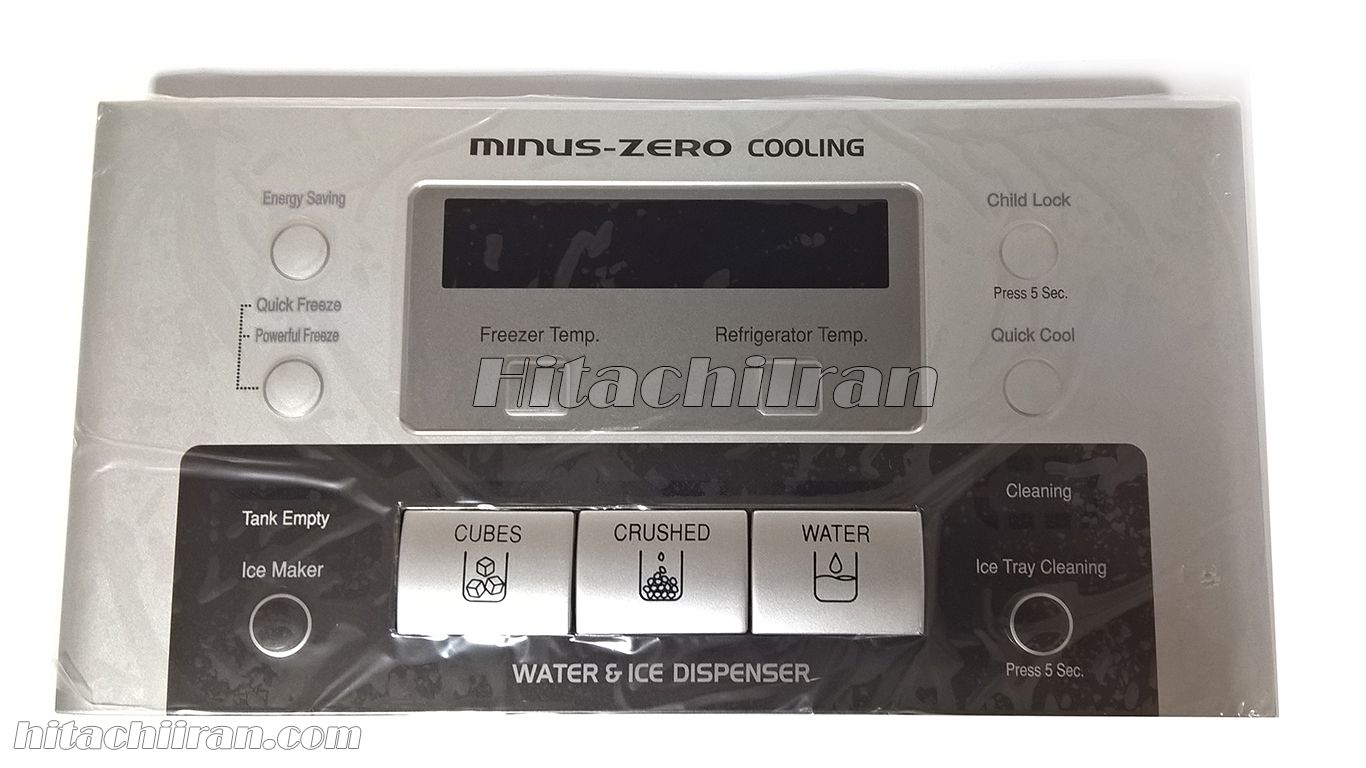 MINUS-ZERO COOLING
Energy Saving
Child Lock
Press 5 Sec.
Quick Freeze
Powerful Freeze
Freezer Temp.
Refrigerator Temp.
Quick Cool
HitachiIran
Tank Empty
Ice Maker
CUBES
CRUSHED
WATER
Cleaning
Ice Tray Cleaning
Press 5 Sec.
WATER & ICE DISPENSER
hitachiiran.com